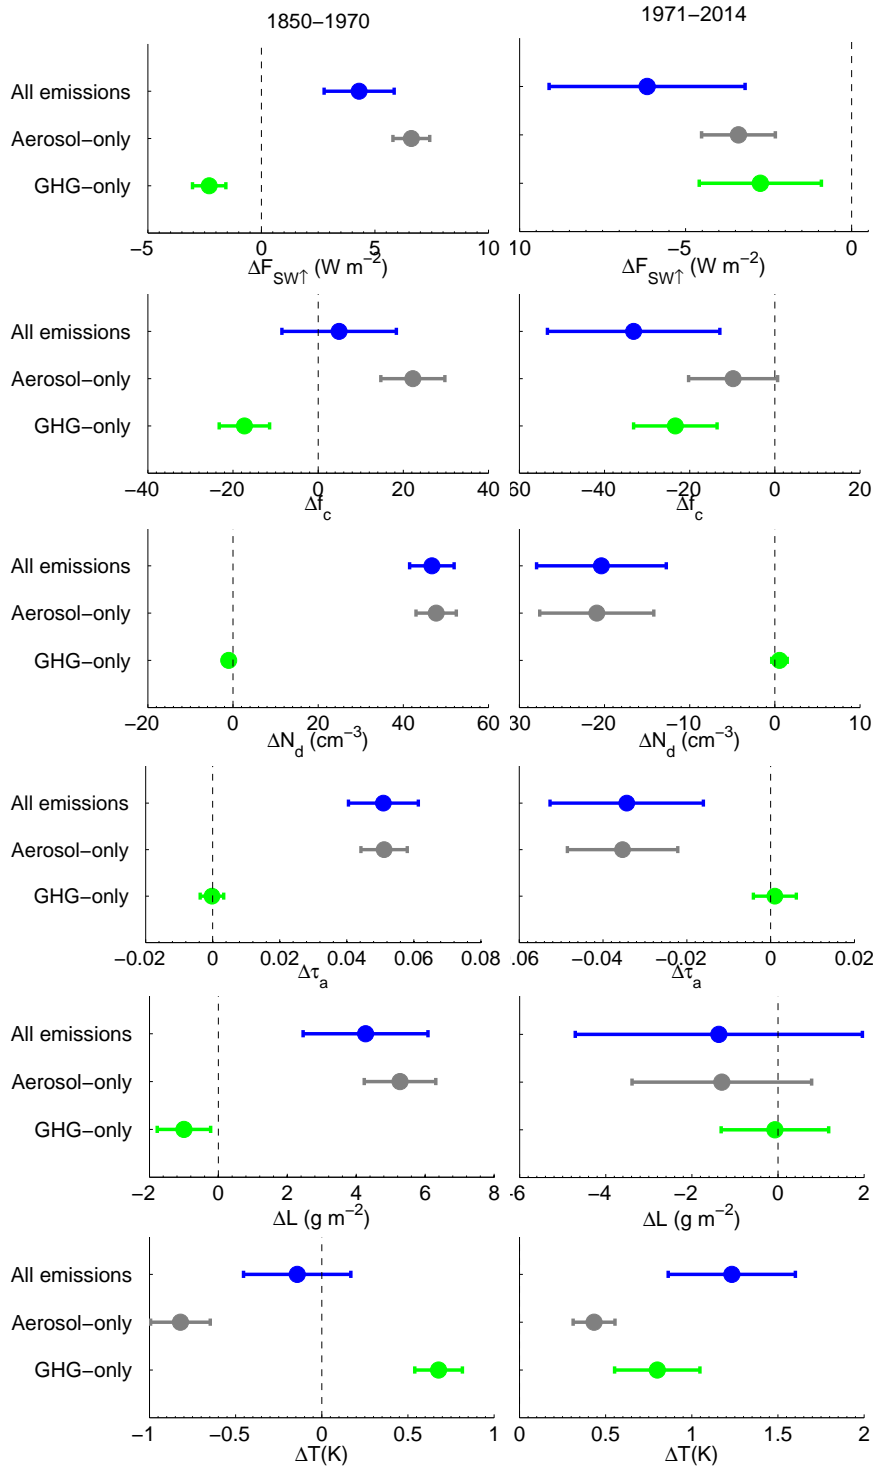 1850−1970 1971−2014
All emissions
Aerosol−only
GHG−only
−5 0 5 10 10 −5 0
ΔF_SW↑ (W m⁻²) ΔF_SW↑ (W m⁻²)
All emissions
Aerosol−only
GHG−only
−40 −20 0 20 40 60 −40 −20 0 20
Δf_c Δf_c
All emissions
Aerosol−only
GHG−only
−20 0 20 40 60 30 −20 −10 0 10
ΔN_d (cm⁻³) ΔN_d (cm⁻³)
All emissions
Aerosol−only
GHG−only
−0.02 0 0.02 0.04 0.06 0.08 .06 −0.04 −0.02 0 0.02
Δτ_a Δτ_a
All emissions
Aerosol−only
GHG−only
−2 0 2 4 6 8 −6 −4 −2 0 2
ΔL (g m⁻²) ΔL (g m⁻²)
All emissions
Aerosol−only
GHG−only
−1 −0.5 0 0.5 1 0 0.5 1 1.5 2
ΔT(K) ΔT(K)